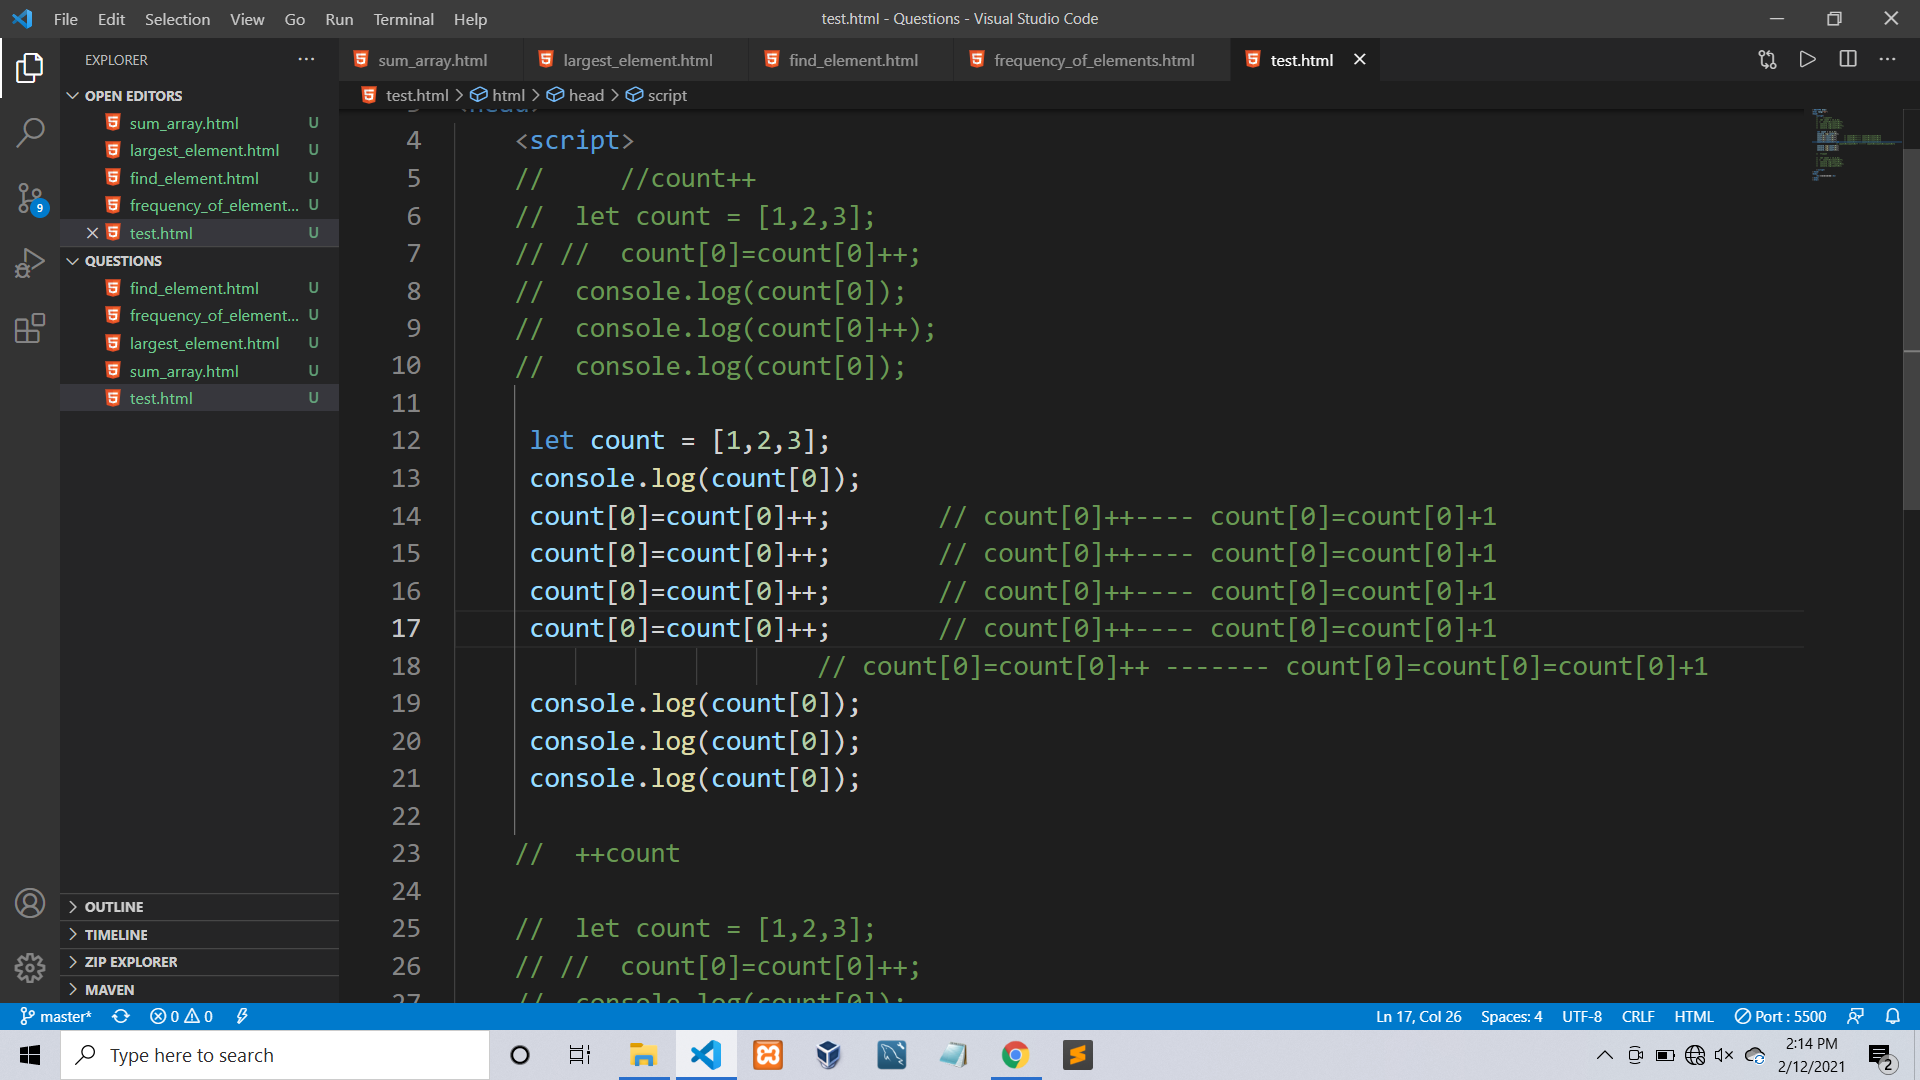 File Edit Selection View Go Run Terminal Help
test.html - Questions - Visual Studio Code
EXPLORER
OPEN EDITORS
sum_array.html U
largest_element.html U
find_element.html U
frequency_of_element... U
test.html U
QUESTIONS
find_element.html U
frequency_of_element... U
largest_element.html U
sum_array.html U
test.html U
OUTLINE
TIMELINE
ZIP EXPLORER
MAVEN
9
sum_array.html largest_element.html find_element.html frequency_of_elements.html test.html
test.html > html > head > script
4 <script>
5 //     //count++
6 //  let count = [1,2,3];
7 // //  count[0]=count[0]++;
8 //  console.log(count[0]);
9 //  console.log(count[0]++);
10 //  console.log(count[0]);
11
12 let count = [1,2,3];
13 console.log(count[0]);
14 count[0]=count[0]++;       // count[0]++---- count[0]=count[0]+1
15 count[0]=count[0]++;       // count[0]++---- count[0]=count[0]+1
16 count[0]=count[0]++;       // count[0]++---- count[0]=count[0]+1
17 count[0]=count[0]++;       // count[0]++---- count[0]=count[0]+1
18 // count[0]=count[0]++ ------- count[0]=count[0]=count[0]+1
19 console.log(count[0]);
20 console.log(count[0]);
21 console.log(count[0]);
22
23 //  ++count
24
25 //  let count = [1,2,3];
26 // //  count[0]=count[0]++;
27 //  console.log(count[0]);
master* 0 0 Ln 17, Col 26 Spaces: 4 UTF-8 CRLF HTML Port : 5500
Type here to search
2:14 PM
2/12/2021
2